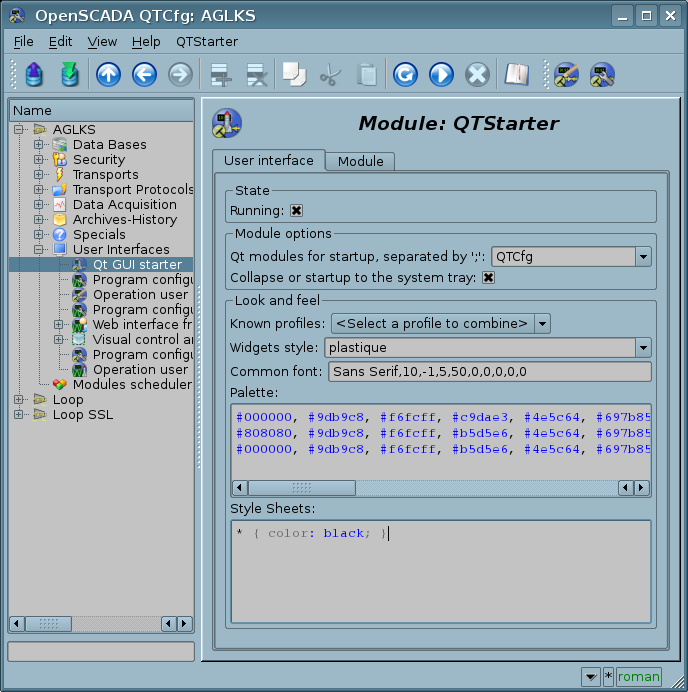 OpenSCADA QTCfg: AGLKS
File Edit View Help QTStarter
Name
AGLKS
Data Bases
Security
Transports
Transport Protocols
Data Acquisition
Archives-History
Specials
User Interfaces
Qt GUI starter
Program configu
Operation user
Program configu
Web interface fr
Visual control ar
Program configu
Operation user
Modules scheduler
Loop
Loop SSL
Module: QTStarter
User interface Module
State
Running:
Module options
Qt modules for startup, separated by ';': QTCfg
Collapse or startup to the system tray:
Look and feel
Known profiles: <Select a profile to combine>
Widgets style: plastique
Common font: Sans Serif,10,-1,5,50,0,0,0,0,0
Palette:
#000000, #9db9c8, #f6fcff, #c9dae3, #4e5c64, #697b85
#808080, #9db9c8, #f6fcff, #b5d5e6, #4e5c64, #697b85
#000000, #9db9c8, #f6fcff, #b5d5e6, #4e5c64, #697b85
Style Sheets:
* { color: black; }
* roman